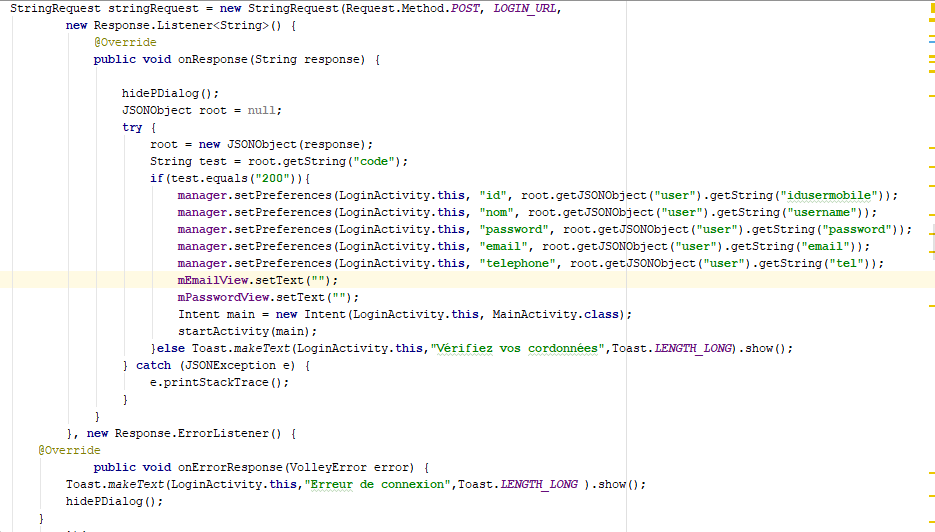 StringRequest stringRequest = new StringRequest(Request.Method.POST, LOGIN_URL,
new Response.Listener<String>() {
@Override
public void onResponse(String response) {
hidePDialog();
JSONObject root = null;
try {
root = new JSONObject(response);
String test = root.getString("code");
if(test.equals("200")){
manager.setPreferences(LoginActivity.this, "id", root.getJSONObject("user").getString("idusermobile"));
manager.setPreferences(LoginActivity.this, "nom", root.getJSONObject("user").getString("username"));
manager.setPreferences(LoginActivity.this, "password", root.getJSONObject("user").getString("password"));
manager.setPreferences(LoginActivity.this, "email", root.getJSONObject("user").getString("email"));
manager.setPreferences(LoginActivity.this, "telephone", root.getJSONObject("user").getString("tel"));
mEmailView.setText("");
mPasswordView.setText("");
Intent main = new Intent(LoginActivity.this, MainActivity.class);
startActivity(main);
}else Toast.makeText(LoginActivity.this,"Vérifiez vos cordonnées",Toast.LENGTH_LONG).show();
} catch (JSONException e) {
e.printStackTrace();
}
}
}, new Response.ErrorListener() {
@Override
public void onErrorResponse(VolleyError error) {
Toast.makeText(LoginActivity.this,"Erreur de connexion",Toast.LENGTH_LONG ).show();
hidePDialog();
}